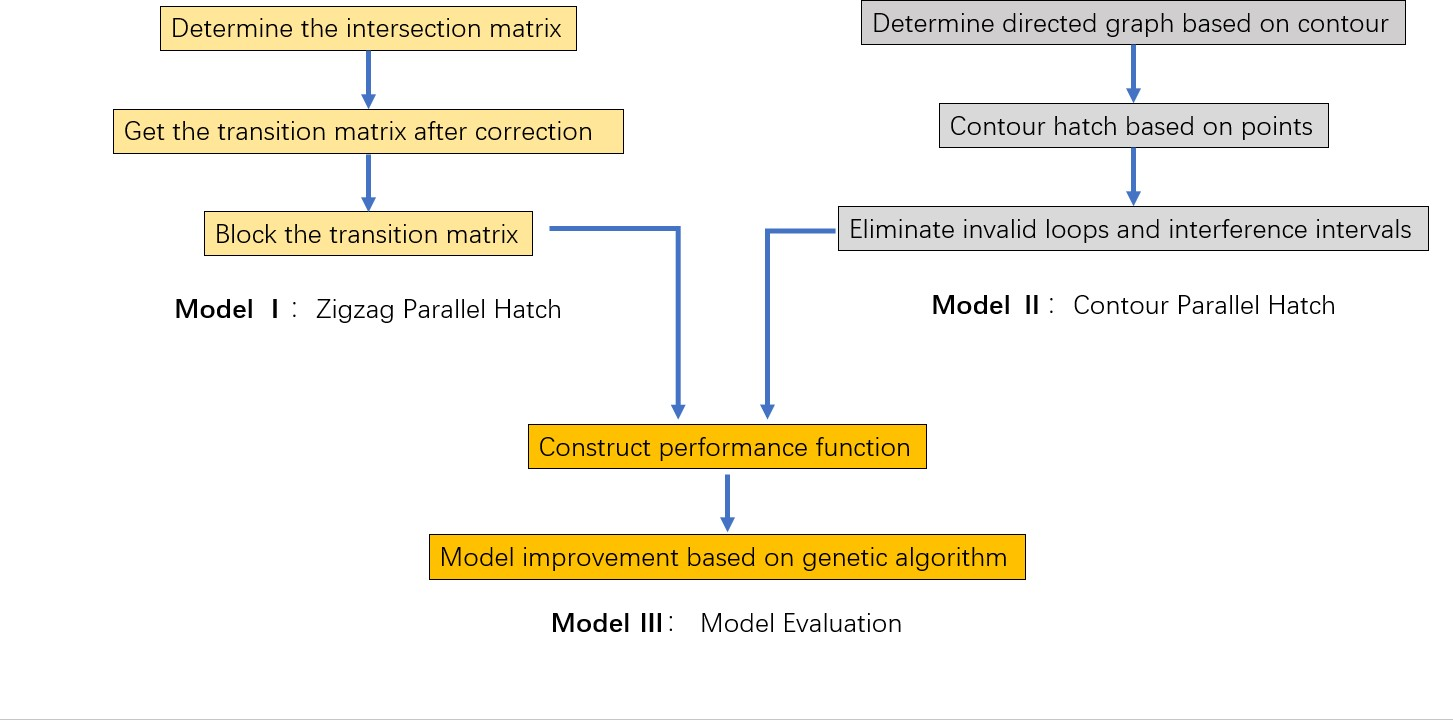 Determine the intersection matrix
Get the transition matrix after correction
Block the transition matrix
Model Ⅰ： Zigzag Parallel Hatch
Determine directed graph based on contour
Contour hatch based on points
Eliminate invalid loops and interference intervals
Model Ⅱ： Contour Parallel Hatch
Construct performance function
Model improvement based on genetic algorithm
Model Ⅲ： Model Evaluation